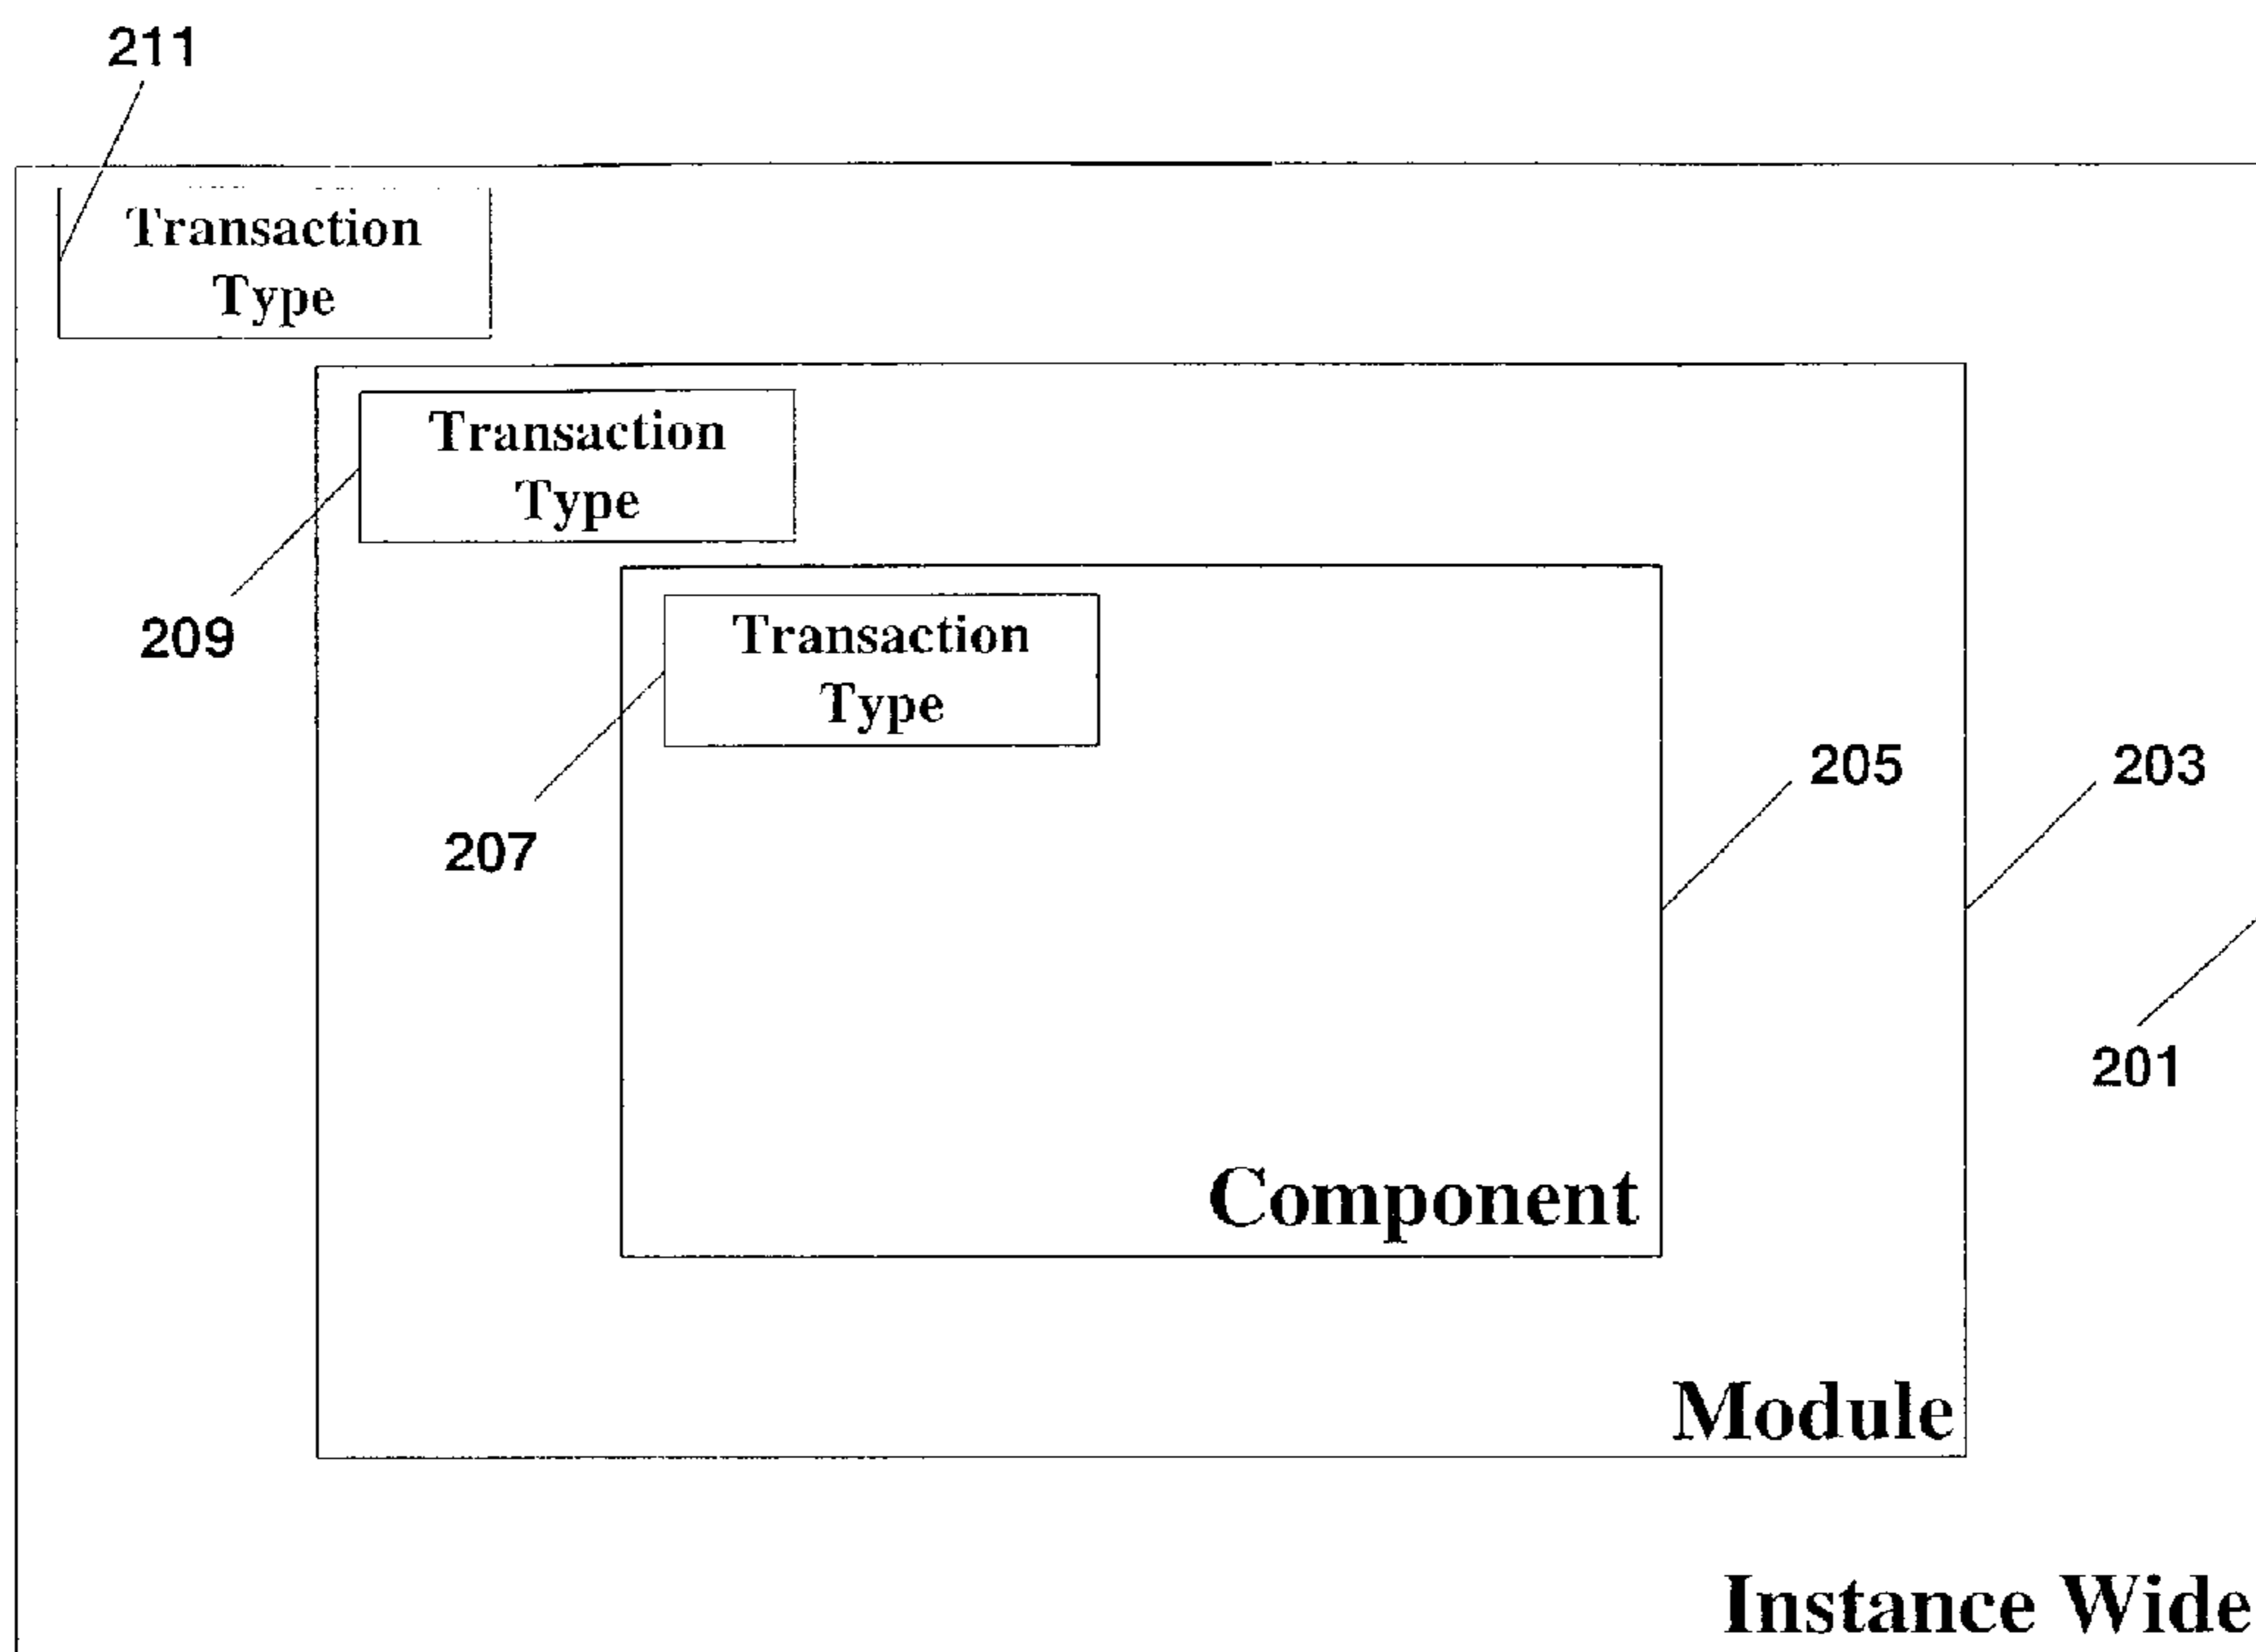 211
Transaction
Type
Transaction
Type
209
Transaction
Type
205
203
207
201
Component
Module
Instance Wide